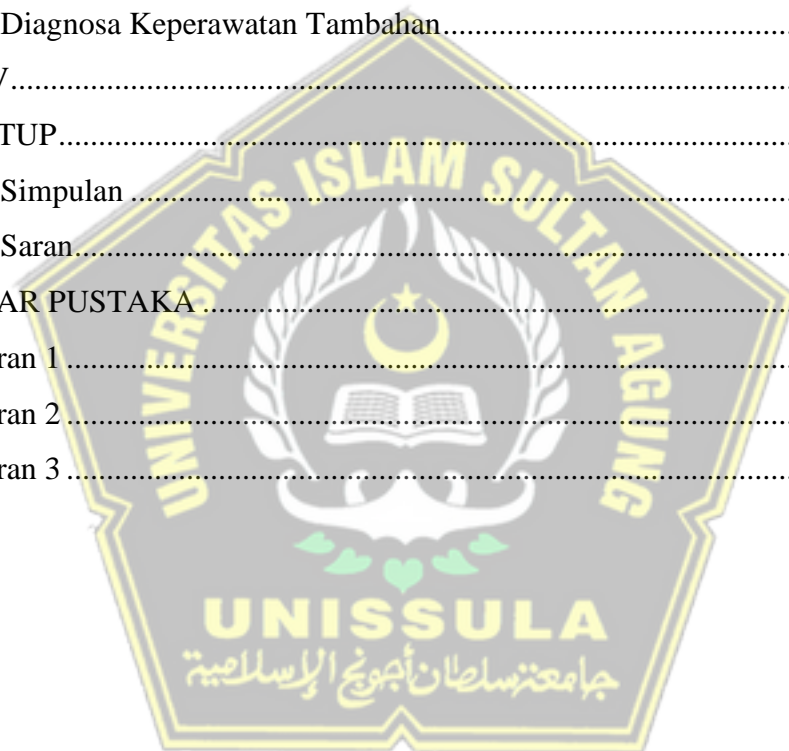 Diagnosa Keperawatan Tambahan..................................................
V..................................................
TUP..................................................
Simpulan ..................................................
Saran..................................................
AR PUSTAKA ..................................................
ran 1 ..................................................
ran 2 ..................................................
ran 3 ..................................................
UNIVERSITAS ISLAM SULTAN AGUNG
UNISSULA
جامعة سلطان أجونج الإسلامية